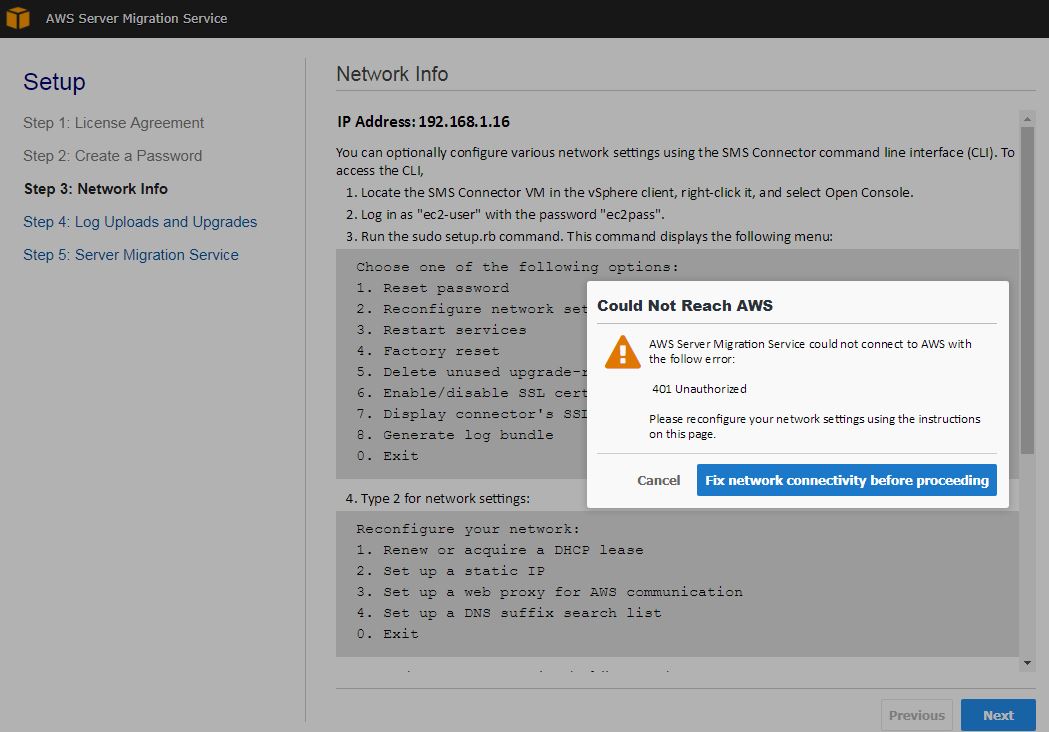 AWS Server Migration Service
Setup
Step 1: License Agreement
Step 2: Create a Password
Step 3: Network Info
Step 4: Log Uploads and Upgrades
Step 5: Server Migration Service
Network Info
IP Address: 192.168.1.16
You can optionally configure various network settings using the SMS Connector command line interface (CLI). To
access the CLI,
1. Locate the SMS Connector VM in the vSphere client, right-click it, and select Open Console.
2. Log in as "ec2-user" with the password "ec2pass".
3. Run the sudo setup.rb command. This command displays the following menu:
Choose one of the following options:
1. Reset password
2. Reconfigure network set
3. Restart services
4. Factory reset
5. Delete unused upgrade-r
6. Enable/disable SSL cert
7. Display connector's SSL
8. Generate log bundle
0. Exit
4. Type 2 for network settings:
Reconfigure your network:
1. Renew or acquire a DHCP lease
2. Set up a static IP
3. Set up a web proxy for AWS communication
4. Set up a DNS suffix search list
0. Exit
Could Not Reach AWS
AWS Server Migration Service could not connect to AWS with
the follow error:
401 Unauthorized
Please reconfigure your network settings using the instructions
on this page.
Cancel
Fix network connectivity before proceeding
Previous
Next